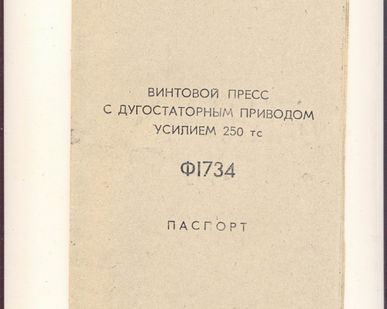 ВИНТОВОЙ ПРЕСС
С ДУГОСТАТОРНЫМ ПРИВОДОМ
УСИЛИЕМ 250 тс
Ф1734
ПАСПОРТ